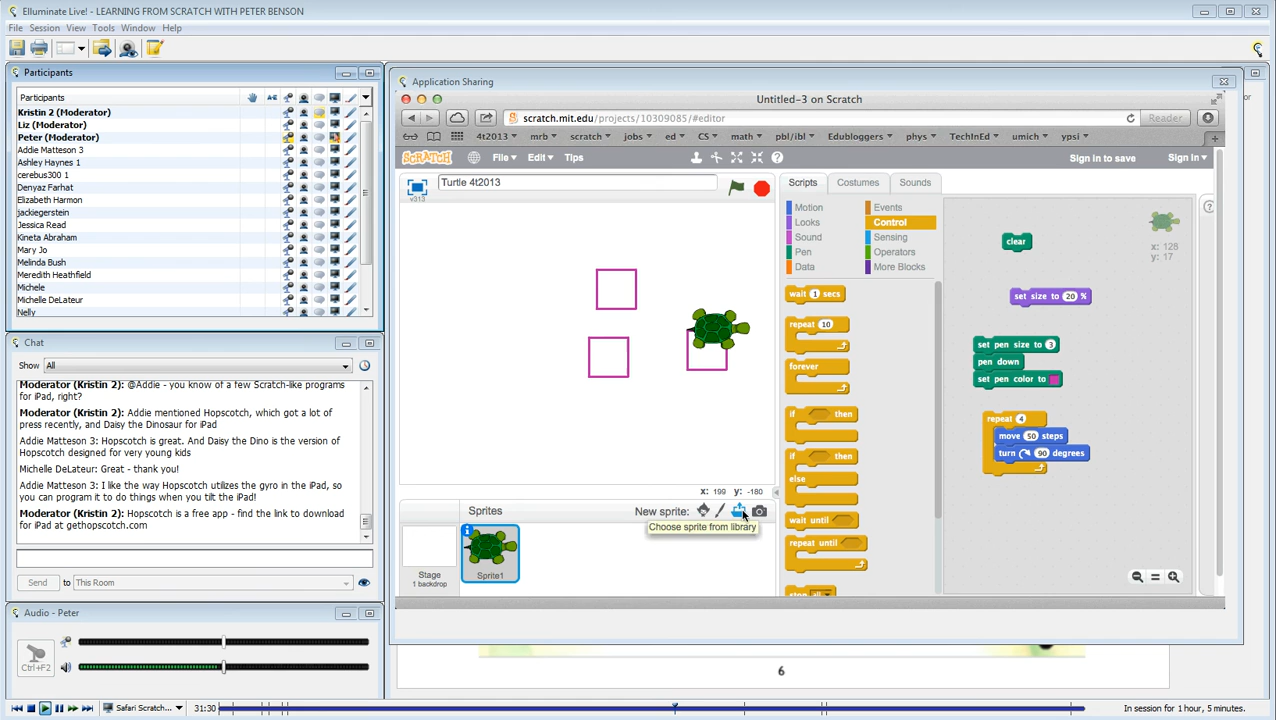 Elluminate Live! - LEARNING FROM SCRATCH WITH PETER BENSON
File Session View Tools Window Help
Participants
Participants
Kristin 2 (Moderator)
Liz (Moderator)
Peter (Moderator)
Addie Matteson 3
Ashley Haynes 1
cerebus300 1
Denyaz Farhat
Elizabeth Harmon
jackiegerstein
Jessica Read
Kineta Abraham
Mary Jo
Melinda Bush
Meredith Heathfield
Michele
Michelle DeLateur
Nelly
Chat
Show All
Moderator (Kristin 2): @Addie - you know of a few Scratch-like programs
for iPad, right?
Moderator (Kristin 2): Addie mentioned Hopscotch, which got a lot of
press recently, and Daisy the Dinosaur for iPad
Addie Matteson 3: Hopscotch is great. And Daisy the Dino is the version of
Hopscotch designed for very young kids
Michelle DeLateur: Great - thank you!
Addie Matteson 3: I like the way Hopscotch utilizes the gyro in the iPad, so
you can program it to do things when you tilt the iPad!
Moderator (Kristin 2): Hopscotch is a free app - find the link to download
for iPad at gethopscotch.com
Send to This Room
Audio - Peter
Ctrl+F2
Application Sharing
Untitled-3 on Scratch
scratch.mit.edu/projects/10309085/#editor
Reader
4t2013 mrb scratch jobs ed CS math pbl/ibl Edubloggers phys TechInEd umich ypsi
SCRATCH File Edit Tips Sign in to save Sign in
v313
Turtle 4t2013
x: 199 y: -180
Sprites New sprite:
Choose sprite from library
Stage
1 backdrop
Sprite1
Scripts Costumes Sounds
Motion Events
Looks Control
Sound Sensing
Pen Operators
Data More Blocks
wait 1 secs
repeat 10
forever
if then
if then
else
wait until
repeat until
stop all
clear
x: 128
y: 17
set size to 20 %
set pen size to 3
pen down
set pen color to
repeat 4
move 50 steps
turn 90 degrees
6
Safari Scratch... 31:30 In session for 1 hour, 5 minutes.